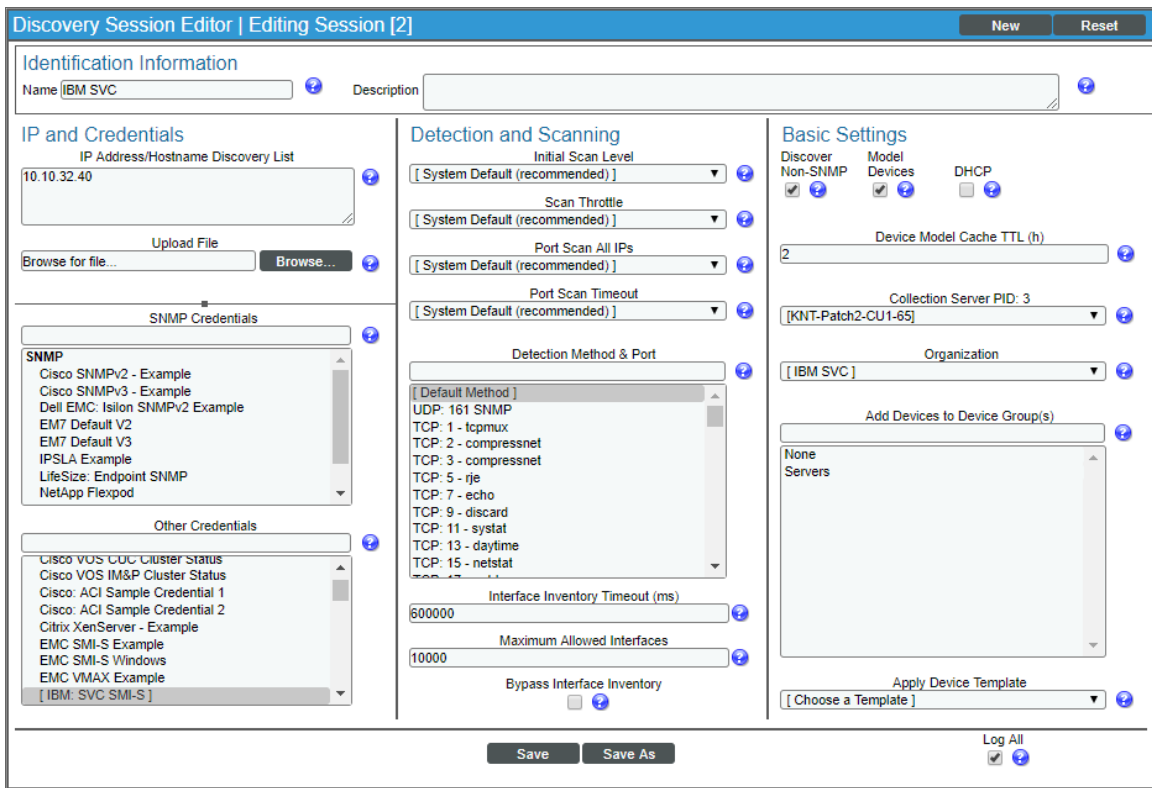 Discovery Session Editor | Editing Session [2]
New
Reset
Identification Information
Name
IBM SVC
Description
IP and Credentials
IP Address/Hostname Discovery List
10.10.32.40
Upload File
Browse for file...
Browse...
SNMP Credentials
SNMP
Cisco SNMPv2 - Example
Cisco SNMPv3 - Example
Dell EMC: Isilon SNMPv2 Example
EM7 Default V2
EM7 Default V3
IPSLA Example
LifeSize: Endpoint SNMP
NetApp Flexpod
Other Credentials
Cisco VOS CUC Cluster Status
Cisco VOS IM&P Cluster Status
Cisco: ACI Sample Credential 1
Cisco: ACI Sample Credential 2
Citrix XenServer - Example
EMC SMI-S Example
EMC SMI-S Windows
EMC VMAX Example
[ IBM: SVC SMI-S ]
Detection and Scanning
Initial Scan Level
[ System Default (recommended) ]
Scan Throttle
[ System Default (recommended) ]
Port Scan All IPs
[ System Default (recommended) ]
Port Scan Timeout
[ System Default (recommended) ]
Detection Method & Port
[ Default Method ]
UDP: 161 SNMP
TCP: 1 - tcpmux
TCP: 2 - compressnet
TCP: 3 - compressnet
TCP: 5 - rje
TCP: 7 - echo
TCP: 9 - discard
TCP: 11 - systat
TCP: 13 - daytime
TCP: 15 - netstat
Interface Inventory Timeout (ms)
600000
Maximum Allowed Interfaces
10000
Bypass Interface Inventory
Basic Settings
Discover Non-SNMP
Model Devices
DHCP
Device Model Cache TTL (h)
2
Collection Server PID: 3
[KNT-Patch2-CU1-65]
Organization
[ IBM SVC ]
Add Devices to Device Group(s)
None
Servers
Apply Device Template
[ Choose a Template ]
Save
Save As
Log All